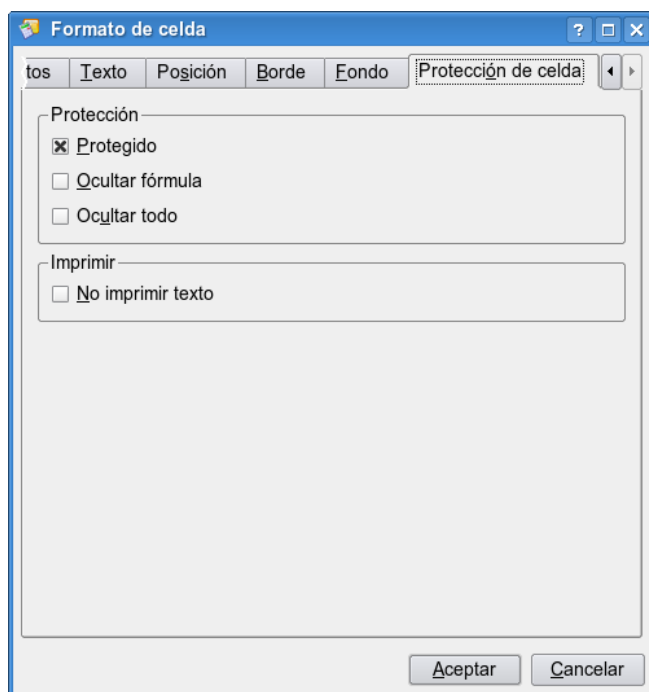 Formato de celda
tos Texto Posición Borde Fondo Protección de celda
Protección
Protegido
Ocultar fórmula
Ocultar todo
Imprimir
No imprimir texto
Aceptar Cancelar